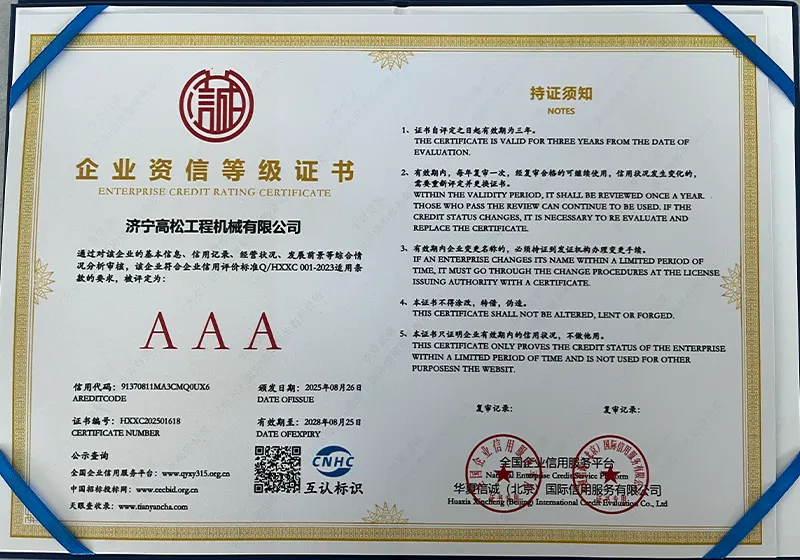 企业资信等级证书
ENTERPRISE CREDIT RATING CERTIFICATE
济宁高松工程机械有限公司
通过对该企业的基本信息、信用记录、经营状况、发展前景等综合情
况分析审核，该企业符合企业信用评价标准Q/HXXC 001-2023适用条
款的要求，被评定为：
AAA
信用代码：91370811MA3CMQ0UX6
AREDITCODE
颁发日期：2025年08月26日
DATE OFISSUE
证书编号：HXXC202501618
CERTIFICATE NUMBER
有效期至：2028年08月25日
DATE OFEXPIRY
公示查询
全国企业信用服务平台：www.qyxy315.org.cn
中国招标投标网：www.cecbid.org.cn
天眼查收录：www.tianyancha.com
CNHC
互认标识
持证须知
NOTES
1、证书自评定之日起有效期为三年。
THE CERTIFICATE IS VALID FOR THREE YEARS FROM THE DATE OF
EVALUATION.
2、有效期内，每年复审一次，经复审合格的可继续使用，信用状况发生变化的，
需要重新评定并更换证书。
WITHIN THE VALIDITY PERIOD, IT SHALL BE REVIEWED ONCE A YEAR.
THOSE WHO PASS THE REVIEW CAN CONTINUE TO BE USED. IF THE
CREDIT STATUS CHANGES, IT IS NECESSARY TO RE EVALUATE AND
REPLACE THE CERTIFICATE.
3、有效期内企业变更名称的，必须持证到发证机构办理变更手续。
IF AN ENTERPRISE CHANGES ITS NAME WITHIN A LIMITED PERIOD OF
TIME, IT MUST GO THROUGH THE CHANGE PROCEDURES AT THE LICENSE
ISSUING AUTHORITY WITH A CERTIFICATE.
4、本证书不得涂改，转借，伪造。
THIS CERTIFICATE SHALL NOT BE ALTERED, LENT OR FORGED.
5、本证书只证明企业有效期内的信用状况，不做他用。
THIS CERTIFICATE ONLY PROVES THE CREDIT STATUS OF THE ENTERPRISE
WITHIN A LIMITED PERIOD OF TIME AND IS NOT USED FOR OTHER
PURPOSESN THE WEBSIT.
复审记录：
复审记录：
全国企业信用服务平台
National Enterprise Credit Service Platform
华夏信诚（北京）国际信用服务有限公司
Huaxia Xincheng (Beijing) International Credit Evaluation Co., Ltd